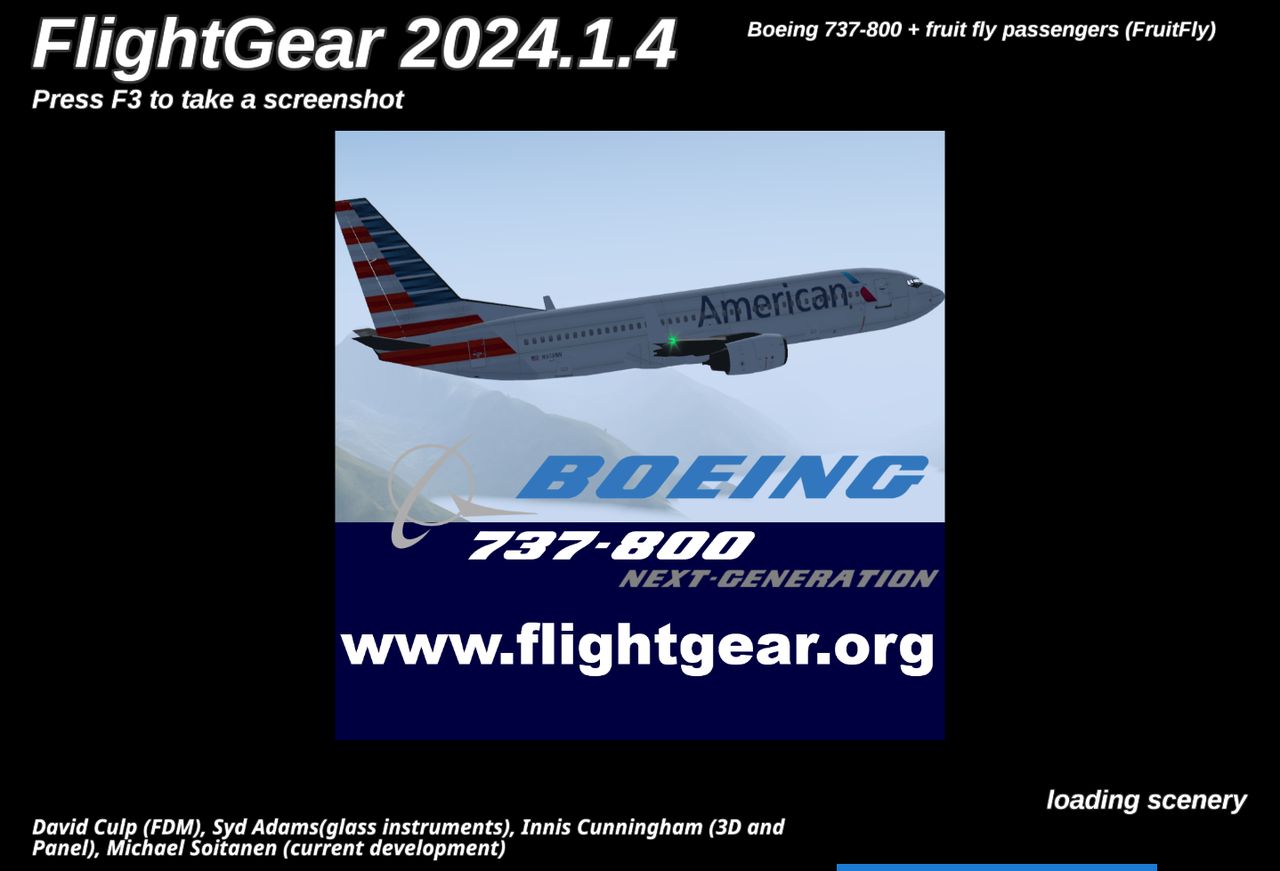 FlightGear 2024.1.4
Boeing 737-800 + fruit fly passengers (FruitFly)
Press F3 to take a screenshot
American
BOEING
737-800
NEXT-GENERATION
www.flightgear.org
loading scenery
David Culp (FDM), Syd Adams(glass instruments), Innis Cunningham (3D and
Panel), Michael Soitanen (current development)